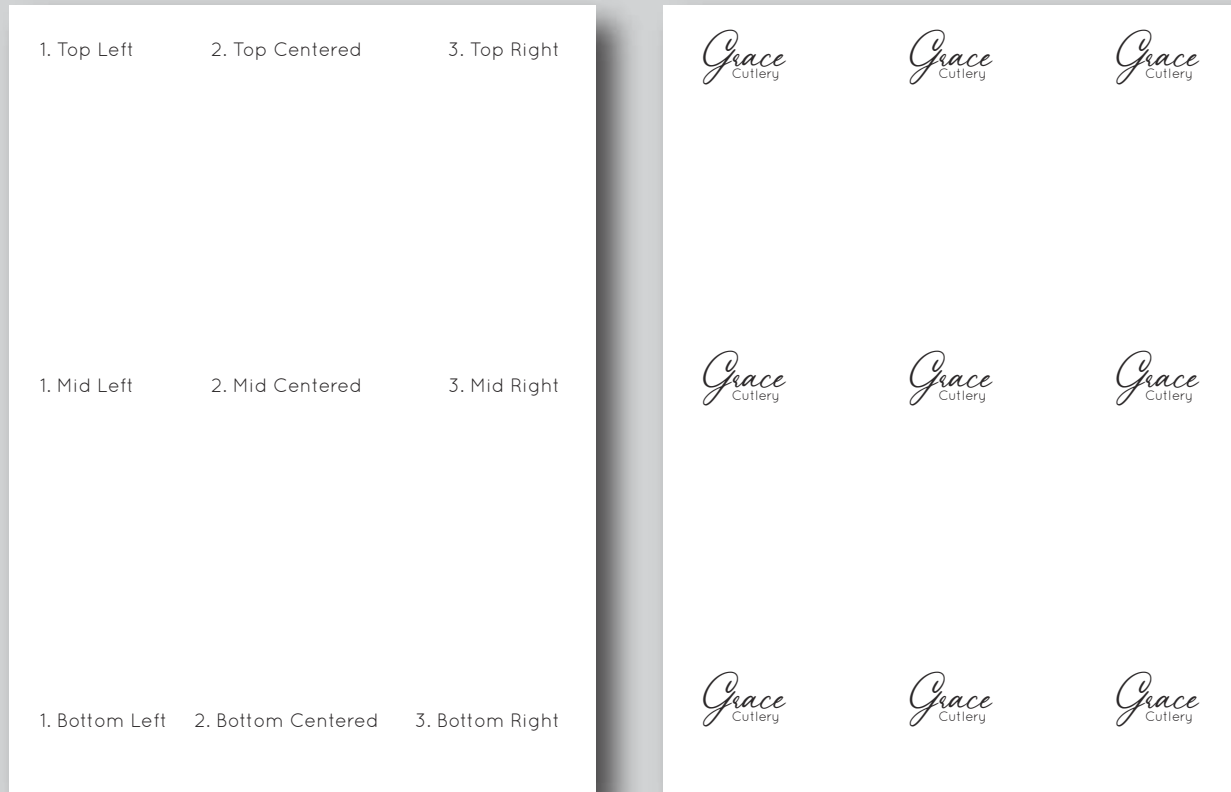 1. Top Left 2. Top Centered 3. Top Right
1. Mid Left 2. Mid Centered 3. Mid Right
1. Bottom Left 2. Bottom Centered 3. Bottom Right
Grace Grace Grace
Cutlery Cutlery Cutlery
Grace Grace Grace
Cutlery Cutlery Cutlery
Grace Grace Grace
Cutlery Cutlery Cutlery